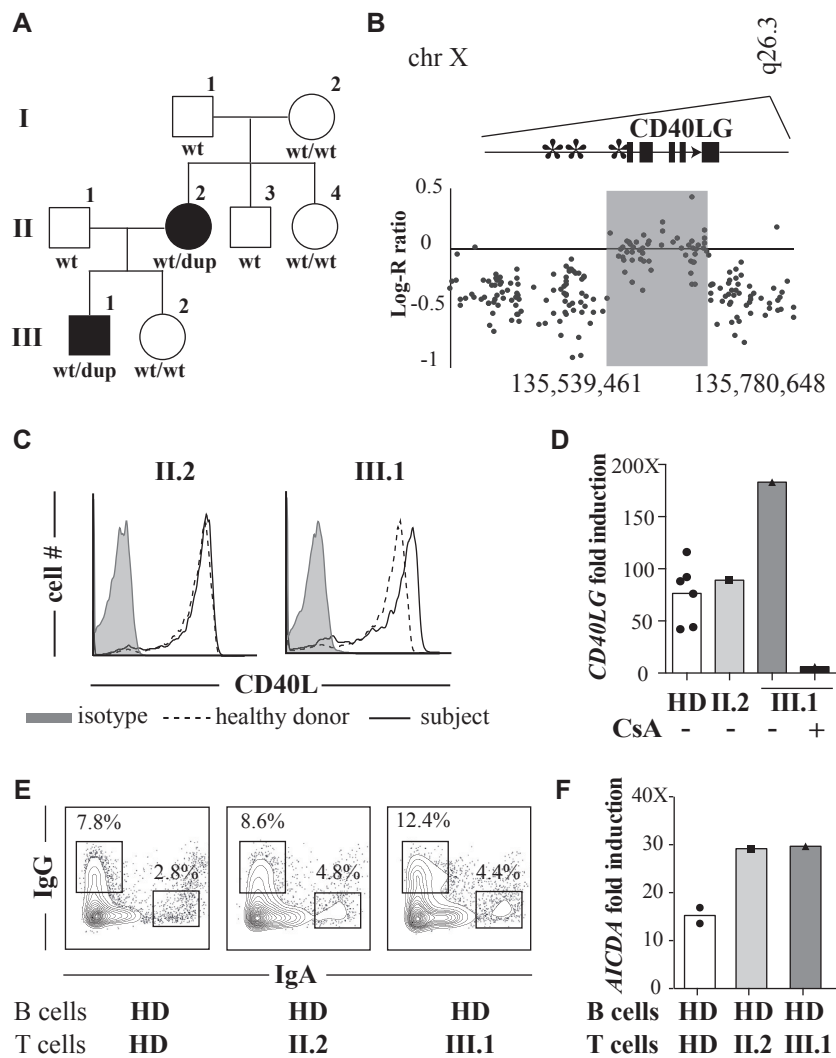 A
I
1
wt
2
wt/wt
II
1
wt
2
wt/dup
3
wt
4
wt/wt
III
1
wt/dup
2
wt/wt
B
chr X
q26.3
CD40LG
Log-R ratio
0.5
0
-0.5
-1
135,539,461 135,780,648
C
II.2 III.1
cell #
CD40L
isotype healthy donor subject
D
CD40LG fold induction
200X
150
100
50
0
HD II.2 III.1
CsA - - - +
E
IgG
7.8%
2.8%
8.6%
4.8%
12.4%
4.4%
IgA
B cells HD HD HD
T cells HD II.2 III.1
F
AICDA fold induction
40X
30
20
10
0
B cells HD HD HD
T cells HD II.2 III.1